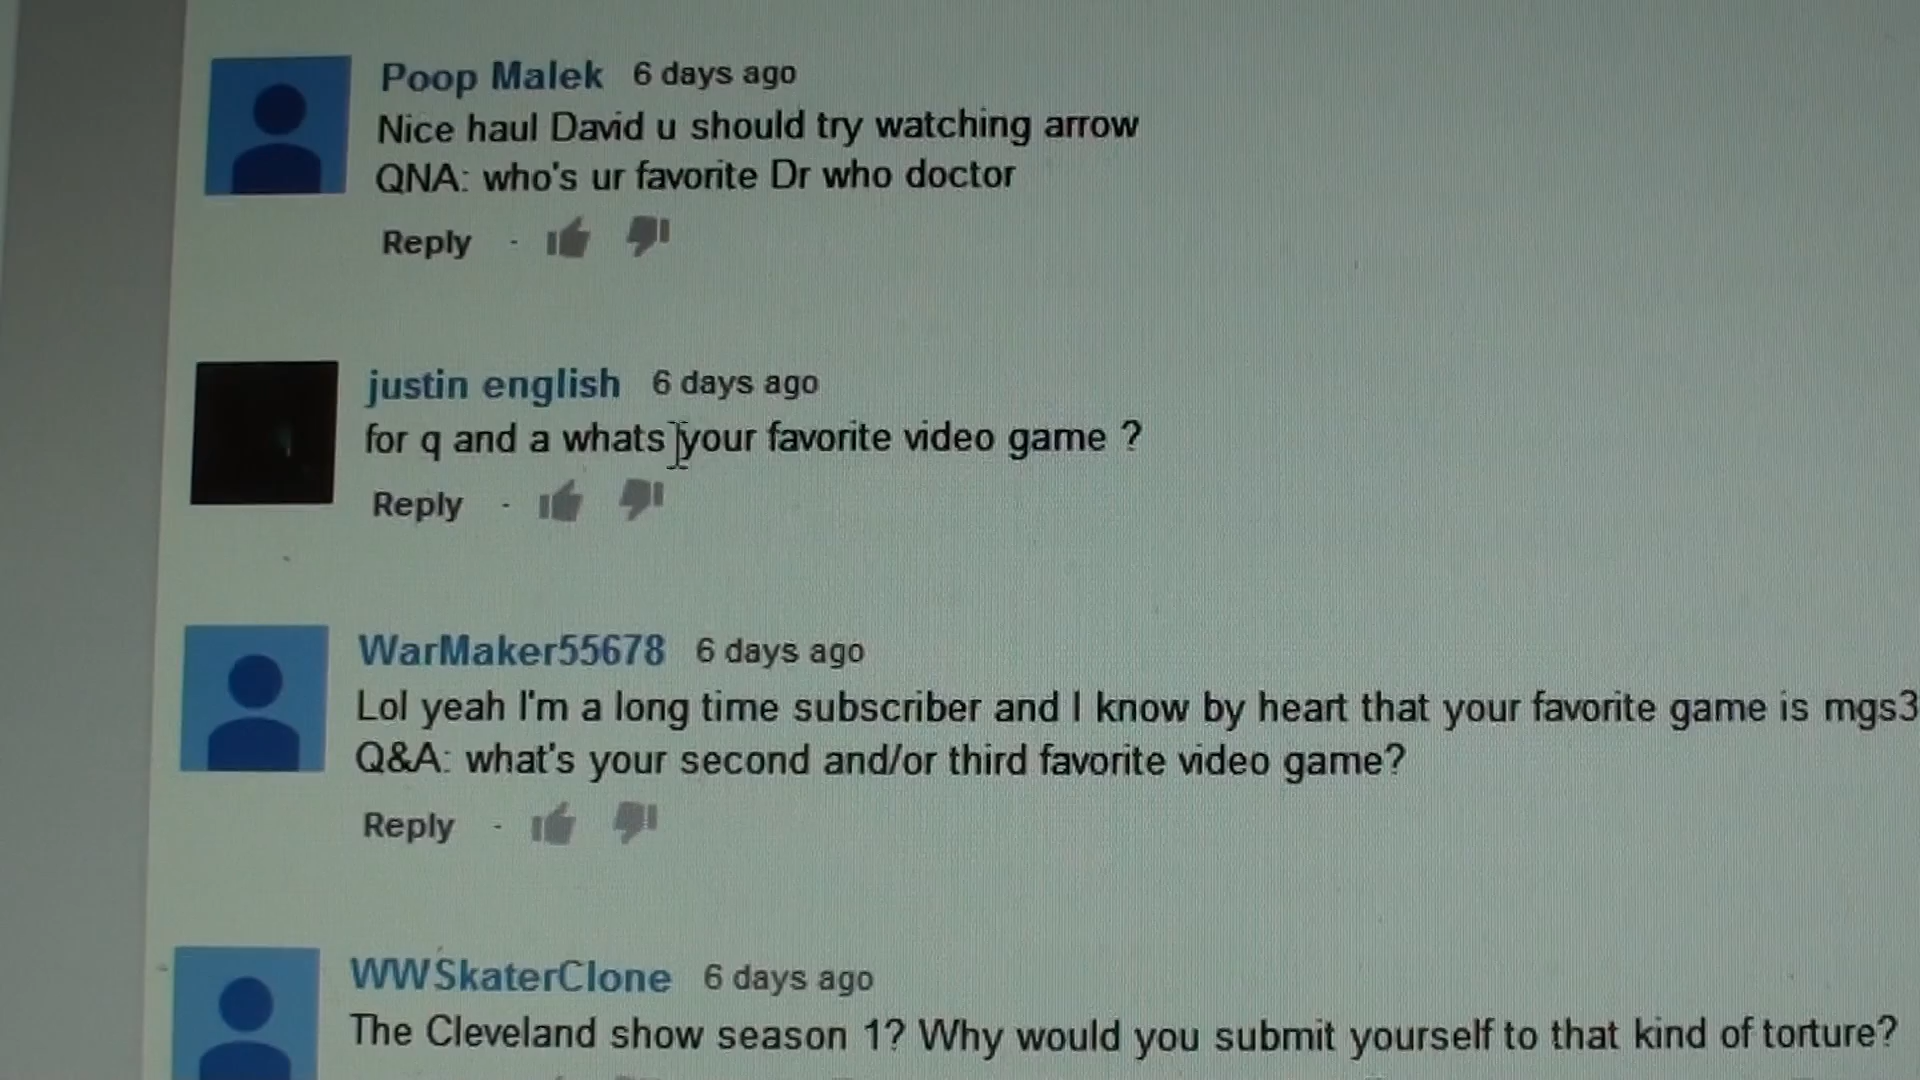 Poop Malek 6 days ago
Nice haul David u should try watching arrow
QNA: who's ur favorite Dr who doctor
Reply ·
justin english 6 days ago
for q and a whats your favorite video game ?
Reply ·
WarMaker55678 6 days ago
Lol yeah I'm a long time subscriber and I know by heart that your favorite game is mgs3
Q&A: what's your second and/or third favorite video game?
Reply ·
WWSkaterClone 6 days ago
The Cleveland show season 1? Why would you submit yourself to that kind of torture?